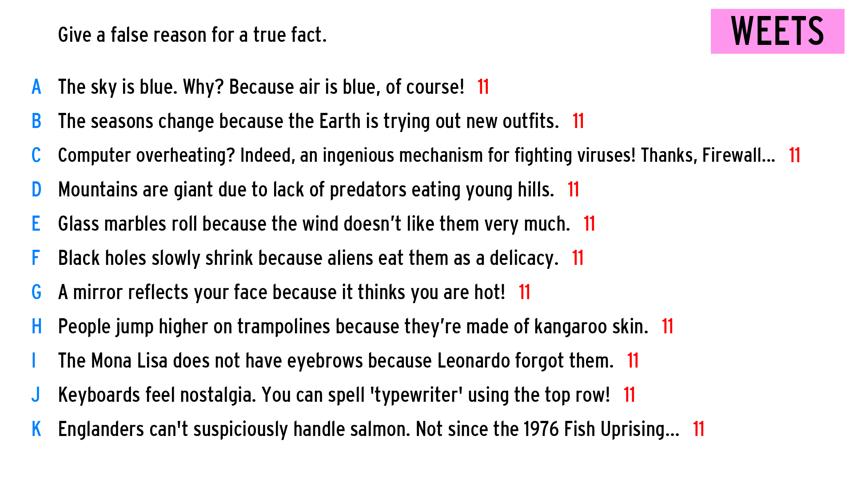 Give a false reason for a true fact.
WEETS
A The sky is blue. Why? Because air is blue, of course! 11
B The seasons change because the Earth is trying out new outfits. 11
C Computer overheating? Indeed, an ingenious mechanism for fighting viruses! Thanks, Firewall... 11
D Mountains are giant due to lack of predators eating young hills. 11
E Glass marbles roll because the wind doesn't like them very much. 11
F Black holes slowly shrink because aliens eat them as a delicacy. 11
G A mirror reflects your face because it thinks you are hot! 11
H People jump higher on trampolines because they're made of kangaroo skin. 11
I The Mona Lisa does not have eyebrows because Leonardo forgot them. 11
J Keyboards feel nostalgia. You can spell 'typewriter' using the top row! 11
K Englanders can't suspiciously handle salmon. Not since the 1976 Fish Uprising... 11